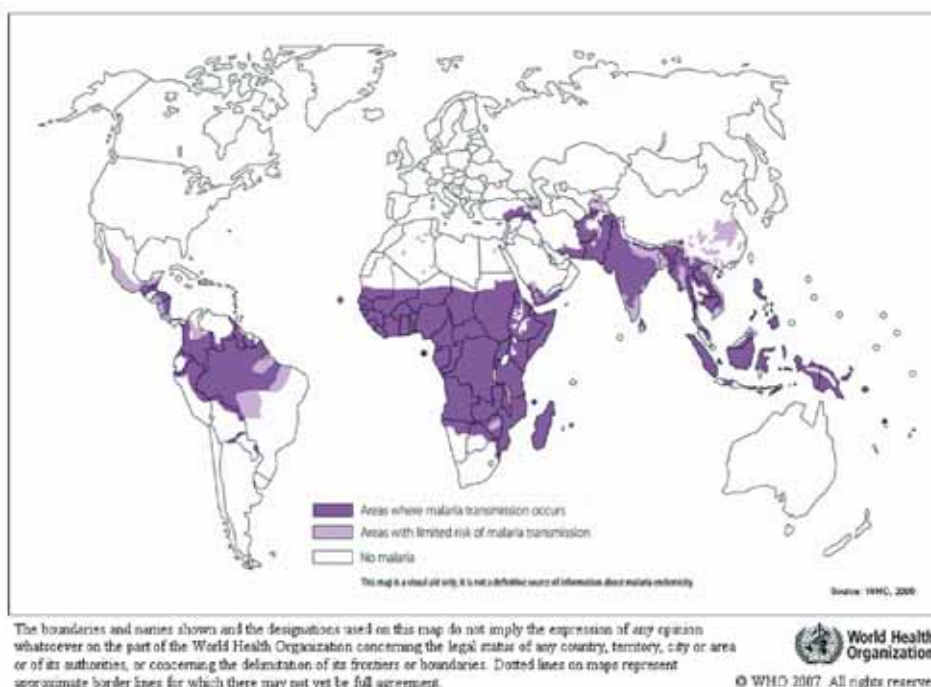 Areas where malaria transmission occurs
Areas with limited risk of malaria transmission
No malaria
This map is a visual aid only, it is not a definitive source of information about malaria endemicity
Source: WHO,
The boundaries and names shown and the designations used on this map do not imply the expression of any opinion
whatsoever on the part of the World Health Organization concerning the legal status of any country, territory, city or area
or of its authorities, or concerning the delimitation of its frontiers or boundaries. Dotted lines on maps represent
approximate border lines for which there may not yet be full agreement.
World Health
Organization
© WHO 2007. All rights reserve